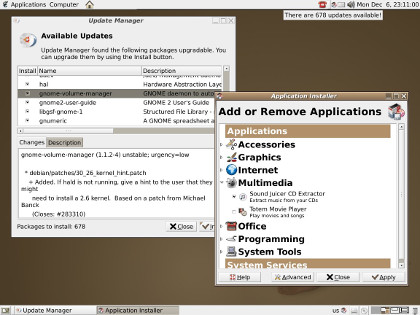 Applications Computer
Mon Dec 6, 23:11:00
There are 678 updates available!
Update Manager
Available Updates
Update Manager found the following packages upgradable. You
can upgrade them by using the Install button.
Install Name Description
hal Hardware Abstraction Layer
gnome-volume-manager GNOME daemon to auto
gnome2-user-guide GNOME 2 User's Guide
libgsf-gnome-1 Structured File Library -
gnumeric A GNOME spreadsheet a
Changes Description
gnome-volume-manager (1.1.2-4) unstable; urgency=low
* debian/patches/30_26_kernel_hint.patch
+ Added. If hald is not running, give a hint to the user that they
might
need to install a 2.6 kernel. Based on a patch from Michael
Banck
(Closes: #283310)
Packages to install: 678
Close
Application Installer
Add or Remove Applications
Applications
Accessories
Graphics
Internet
Multimedia
Sound Juicer CD Extractor
Extract music from your CDs
Totem Movie Player
Play movies and songs
Office
Programming
System Tools
System Services
Help Advanced Close Apply
Update Manager
Application Installer
us